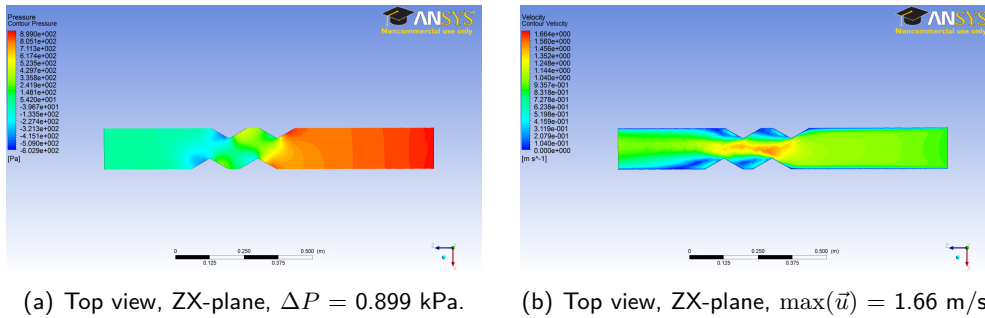 Pressure
Contour Pressure
8.990e+002
8.051e+002
7.113e+002
6.174e+002
5.235e+002
4.297e+002
3.358e+002
2.419e+002
1.481e+002
5.420e+001
-3.967e+001
-1.335e+002
-2.274e+002
-3.213e+002
-4.151e+002
-5.090e+002
-6.029e+002
[Pa]
ANSYS
Noncommercial use only
0
0.250
0.500
(m)
0.125
0.375
Z
X
(a) Top view, ZX-plane, ΔP = 0.899 kPa.
Velocity
Contour Velocity
1.664e+000
1.560e+000
1.456e+000
1.352e+000
1.248e+000
1.144e+000
1.040e+000
9.357e-001
8.318e-001
7.278e-001
6.238e-001
5.198e-001
4.159e-001
3.119e-001
2.079e-001
1.040e-001
0.000e+000
[m s^-1]
ANSYS
Noncommercial use only
0
0.250
0.500
(m)
0.125
0.375
Z
X
(b) Top view, ZX-plane, max(u⃗) = 1.66 m/s